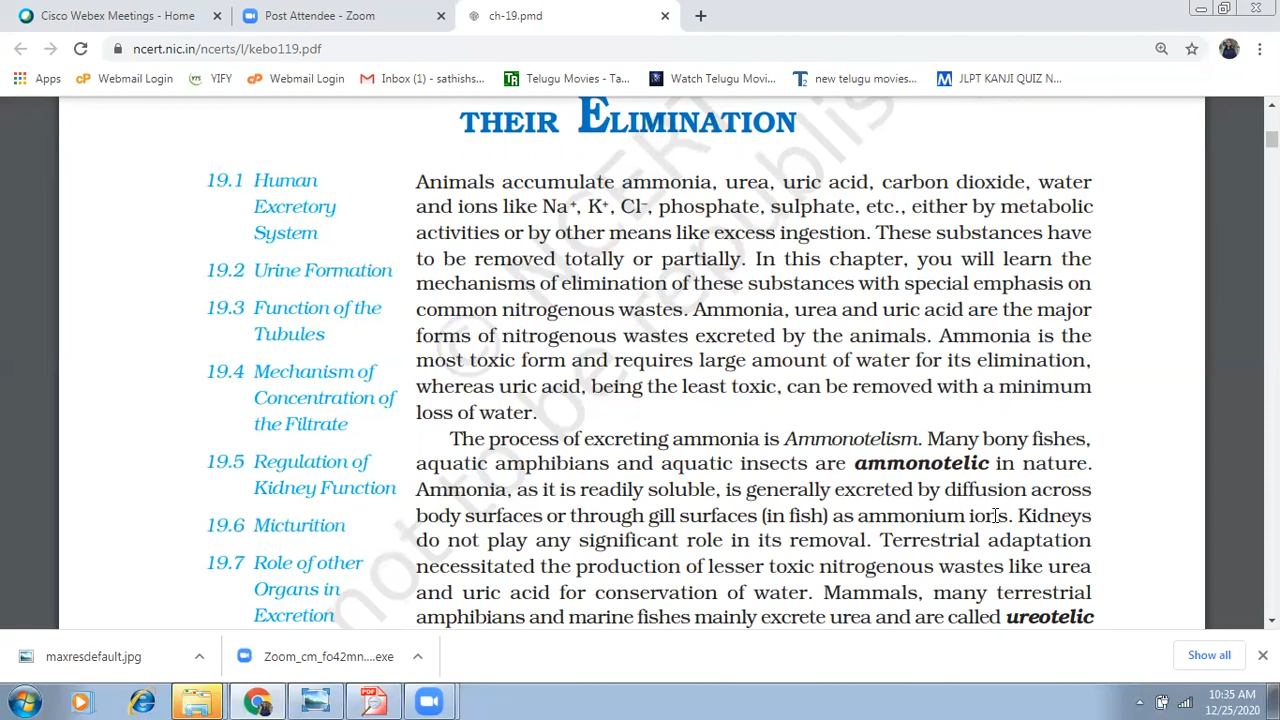 Cisco Webex Meetings - Home
Post Attendee - Zoom
ch-19.pmd
ncert.nic.in/ncerts/l/kebo119.pdf
Apps
Webmail Login
YIFY
Webmail Login
Inbox (1) - sathishs...
Telugu Movies - Ta...
Watch Telugu Movi...
new telugu movies...
JLPT KANJI QUIZ N...
THEIR ELIMINATION
19.1 Human
Excretory
System
19.2 Urine Formation
19.3 Function of the
Tubules
19.4 Mechanism of
Concentration of
the Filtrate
19.5 Regulation of
Kidney Function
19.6 Micturition
19.7 Role of other
Organs in
Excretion
Animals accumulate ammonia, urea, uric acid, carbon dioxide, water
and ions like Na⁺, K⁺, Cl⁻, phosphate, sulphate, etc., either by metabolic
activities or by other means like excess ingestion. These substances have
to be removed totally or partially. In this chapter, you will learn the
mechanisms of elimination of these substances with special emphasis on
common nitrogenous wastes. Ammonia, urea and uric acid are the major
forms of nitrogenous wastes excreted by the animals. Ammonia is the
most toxic form and requires large amount of water for its elimination,
whereas uric acid, being the least toxic, can be removed with a minimum
loss of water.
The process of excreting ammonia is Ammonotelism. Many bony fishes,
aquatic amphibians and aquatic insects are ammonotelic in nature.
Ammonia, as it is readily soluble, is generally excreted by diffusion across
body surfaces or through gill surfaces (in fish) as ammonium ions. Kidneys
do not play any significant role in its removal. Terrestrial adaptation
necessitated the production of lesser toxic nitrogenous wastes like urea
and uric acid for conservation of water. Mammals, many terrestrial
amphibians and marine fishes mainly excrete urea and are called ureotelic
© NCERT
not to be republis
maxresdefault.jpg
Zoom_cm_fo42mn....exe
Show all
10:35 AM
12/25/2020